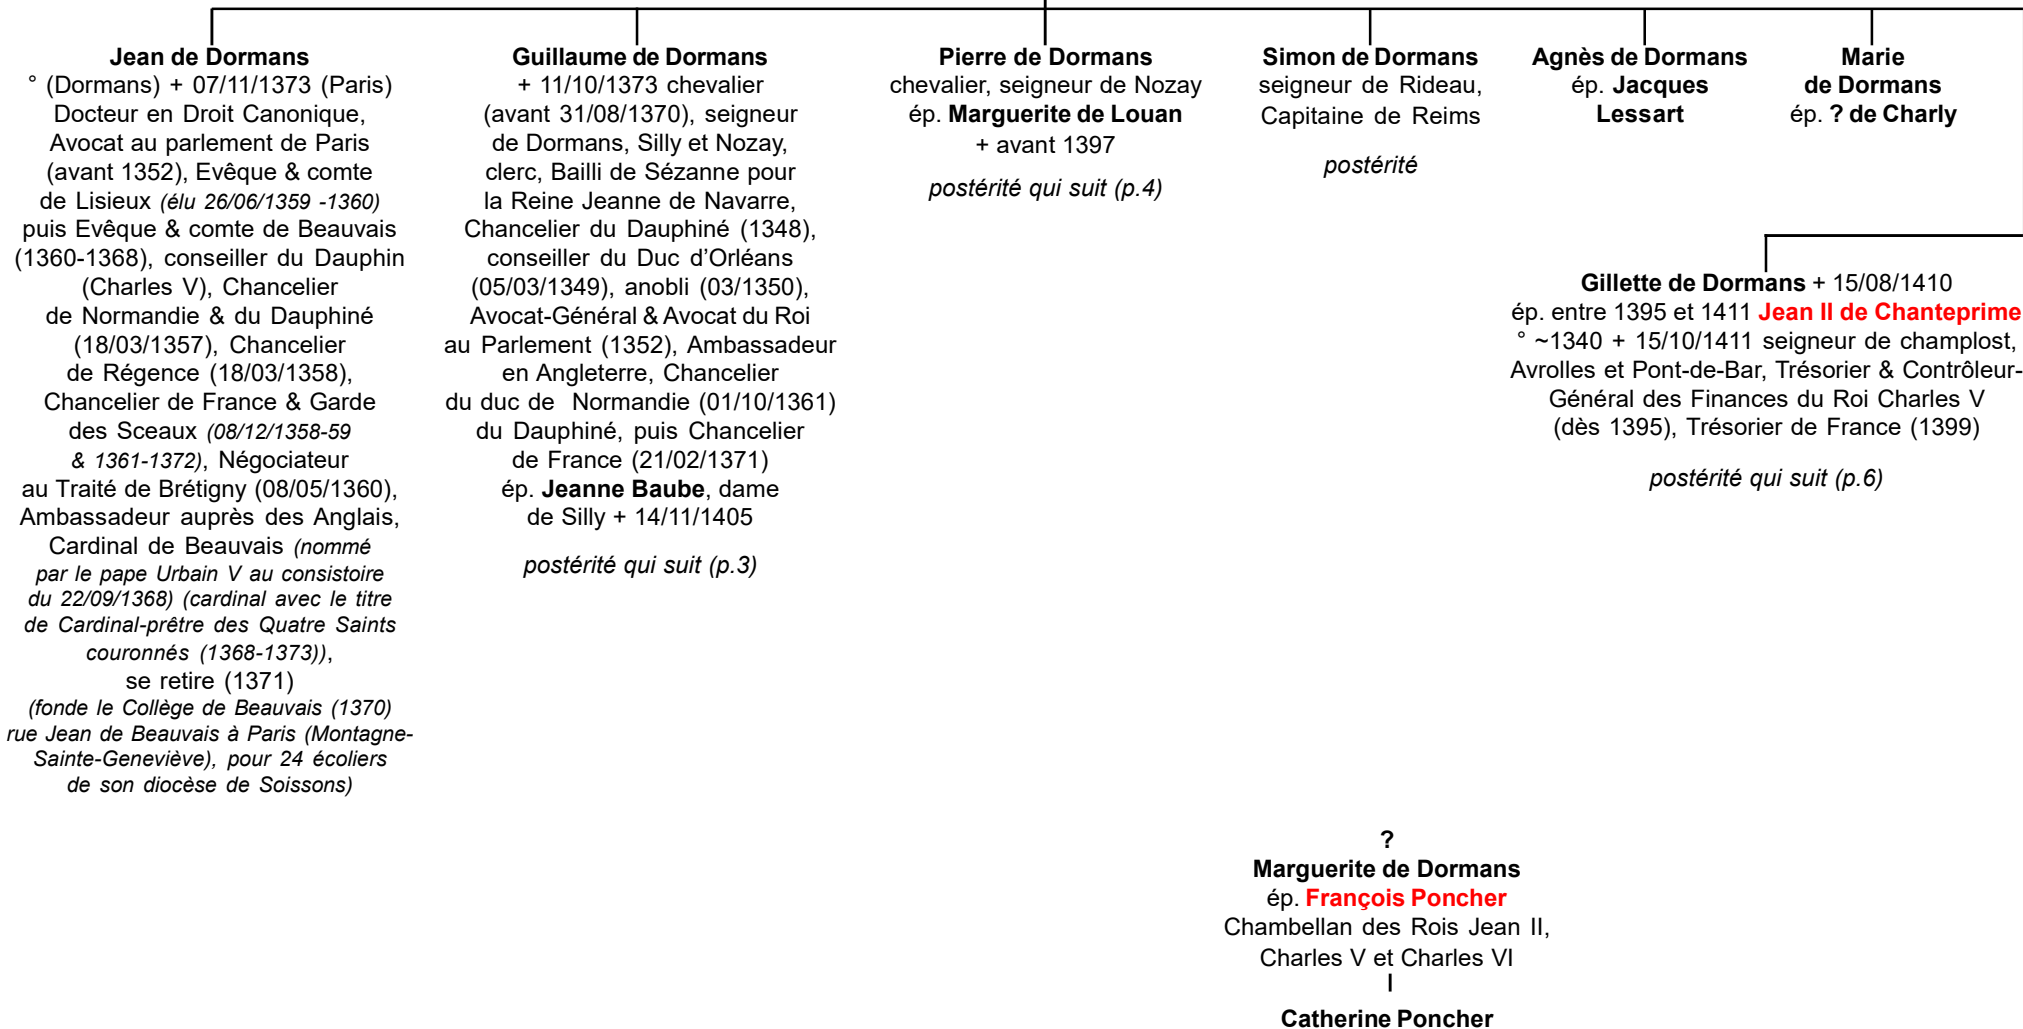 Jean de Dormans
° (Dormans) + 07/11/1373 (Paris)
Docteur en Droit Canonique,
Avocat au parlement de Paris
(avant 1352), Evêque & comte
de Lisieux (élu 26/06/1359 -1360)
puis Evêque & comte de Beauvais
(1360-1368), conseiller du Dauphin
(Charles V), Chancelier
de Normandie & du Dauphiné
(18/03/1357), Chancelier
de Régence (18/03/1358),
Chancelier de France & Garde
des Sceaux (08/12/1358-59
& 1361-1372), Négociateur
au Traité de Brétigny (08/05/1360),
Ambassadeur auprès des Anglais,
Cardinal de Beauvais (nommé
par le pape Urbain V au consistoire
du 22/09/1368) (cardinal avec le titre
de Cardinal-prêtre des Quatre Saints
couronnés (1368-1373)),
se retire (1371)
(fonde le Collège de Beauvais (1370)
rue Jean de Beauvais à Paris (Montagne-
Sainte-Geneviève), pour 24 écoliers
de son diocèse de Soissons)
Guillaume de Dormans
+ 11/10/1373 chevalier
(avant 31/08/1370), seigneur
de Dormans, Silly et Nozay,
clerc, Bailli de Sézanne pour
la Reine Jeanne de Navarre,
Chancelier du Dauphiné (1348),
conseiller du Duc d'Orléans
(05/03/1349), anobli (03/1350),
Avocat-Général & Avocat du Roi
au Parlement (1352), Ambassadeur
en Angleterre, Chancelier
du duc de Normandie (01/10/1361)
du Dauphiné, puis Chancelier
de France (21/02/1371)
ép. Jeanne Baube, dame
de Silly + 14/11/1405
postérité qui suit (p.3)
Pierre de Dormans
chevalier, seigneur de Nozay
ép. Marguerite de Louan
+ avant 1397
postérité qui suit (p.4)
Simon de Dormans
seigneur de Rideau,
Capitaine de Reims
postérité
Agnès de Dormans
ép. Jacques
Lessart
Marie
de Dormans
ép. ? de Charly
Gillette de Dormans + 15/08/1410
ép. entre 1395 et 1411 Jean II de Chanteprime
° ~1340 + 15/10/1411 seigneur de champlost,
Avrolles et Pont-de-Bar, Trésorier & Contrôleur-
Général des Finances du Roi Charles V
(dès 1395), Trésorier de France (1399)
postérité qui suit (p.6)
?
Marguerite de Dormans
ép. François Poncher
Chambellan des Rois Jean II,
Charles V et Charles VI
Catherine Poncher